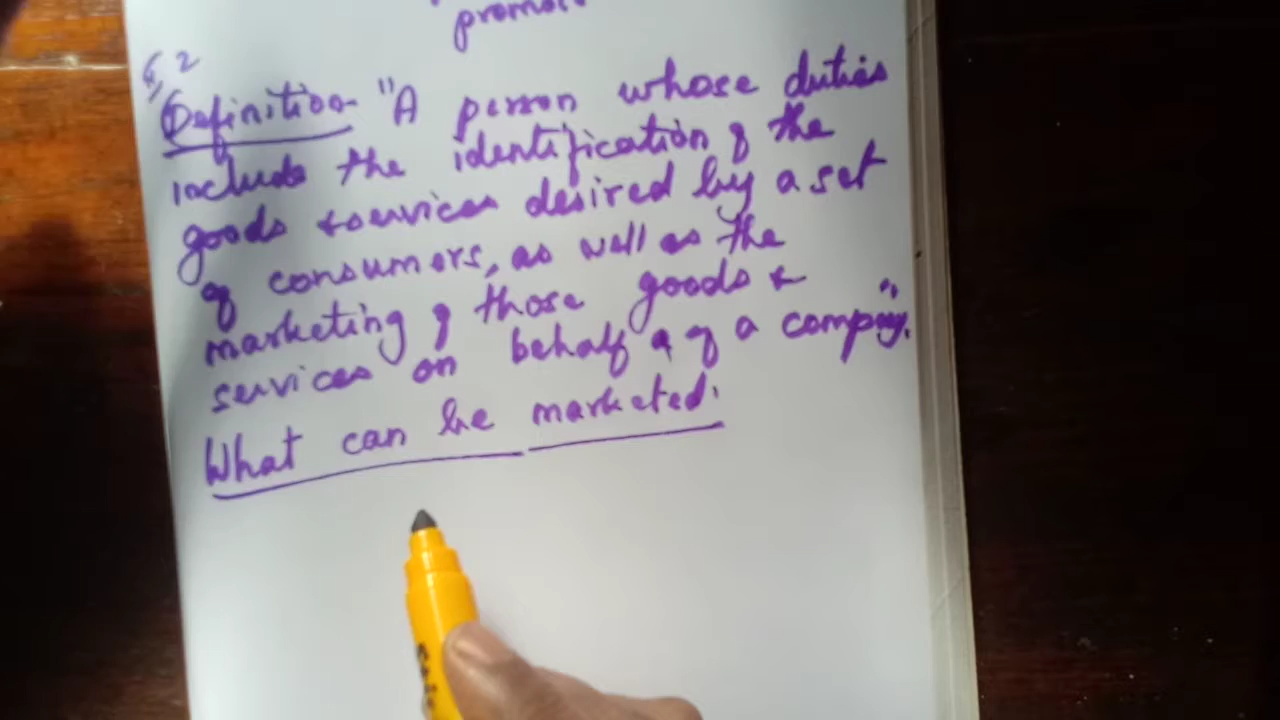 Definition - "A person whose duties
include the identification of the
goods & services desired by a set
of consumers, as well as the
marketing of those goods &
services on behalf of a company."
What can be marketed.